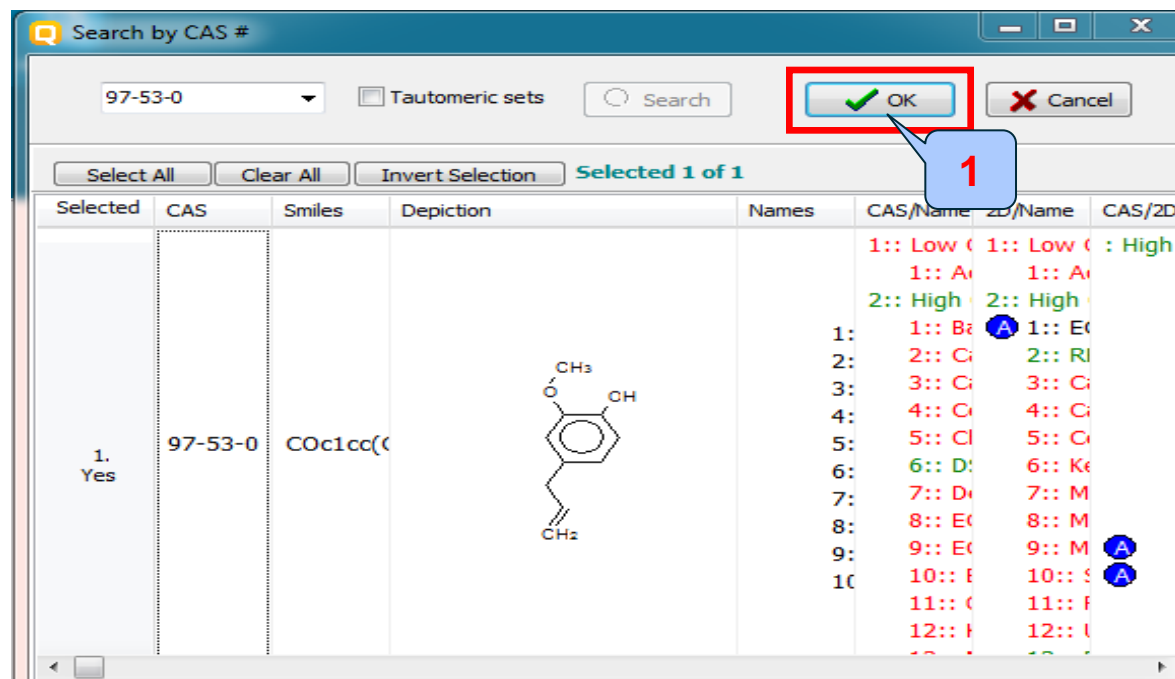 Search by CAS #
97-53-0 Tautomeric sets Search OK Cancel
1
Select All Clear All Invert Selection Selected 1 of 1
Selected CAS Smiles Depiction Names CAS/Name 2D/Name CAS/2D
1:: Low 1:: Low : High
1:: 1::
2:: High 2:: High
1: 1:: A 1::
2: 2:: 2::
CH3
3: 3:: 3::
O CH
4: 4:: 4::
1. 97-53-0 COc1cc( 5: 5:: 5::
Yes
6: 6:: 6::
7: 7:: 7::
8: 8:: 8::
CH2
9: 9:: 9:: A
10 10:: 10:: A
11:: 11::
12:: 12::